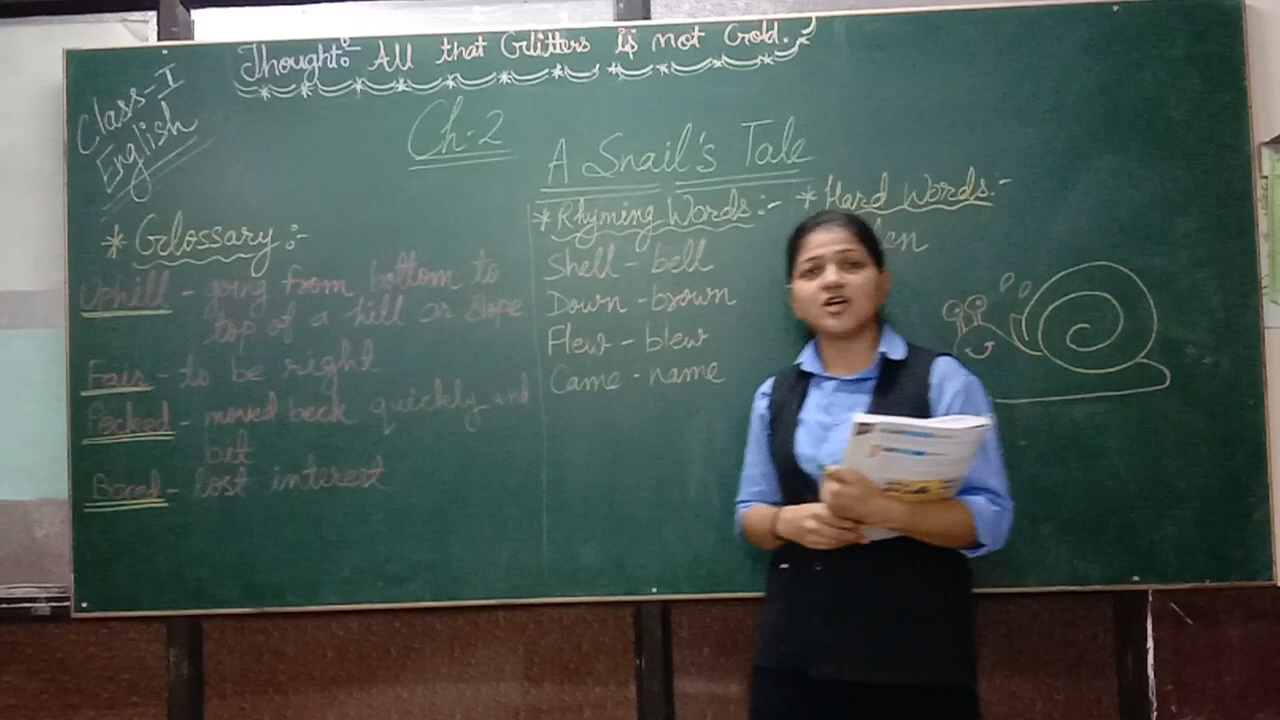 Thought:- All that Glitters is not Gold.
Class-I
English
Ch-2
A Snail's Tale
* Glossary:-
Uphill - going from bottom to
top of a hill or slope
Fair - to be right
Pecked - moved beck quickly and
bit
Bored - lost interest
* Rhyming Words:-
Shell - bell
Down - brown
Flew - blew
Came - name
* Hard Words:-